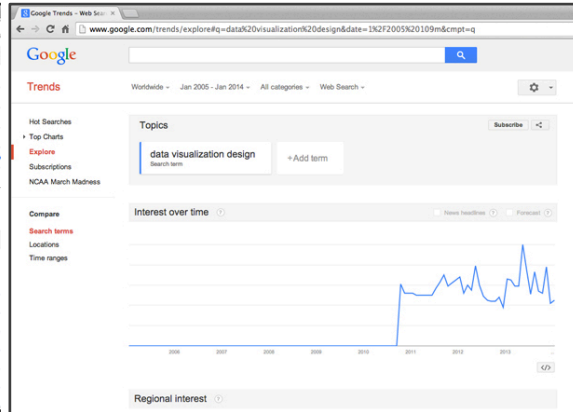 Google Trends – Web Sear
www.google.com/trends/explore#q=data%20visualization%20design&date=1%2F2005%20109m&cmpt=q
Google
Trends
Worldwide
Jan 2005 - Jan 2014
All categories
Web Search
Hot Searches
Top Charts
Explore
Subscriptions
NCAA March Madness
Compare
Search terms
Locations
Time ranges
Topics
Subscribe
data visualization design
Search term
+Add term
Interest over time ?
News headlines ?
Forecast ?
2006 2007 2008 2009 2010 2011 2012 2013
</>
Regional interest ?